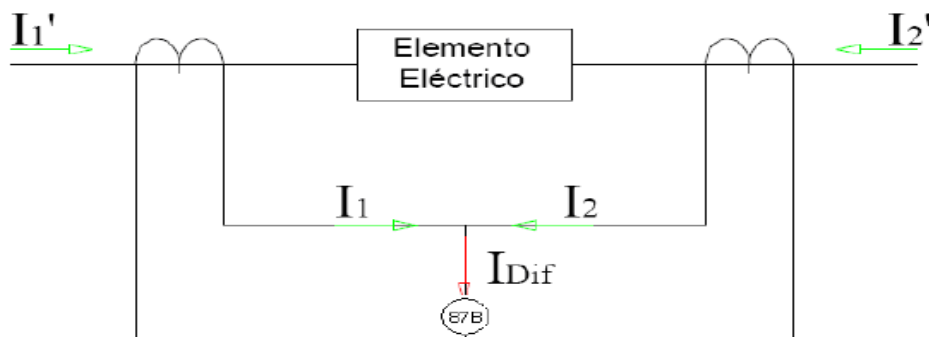 I1'
Elemento
Eléctrico
I2'
I1
I2
IDif
87B